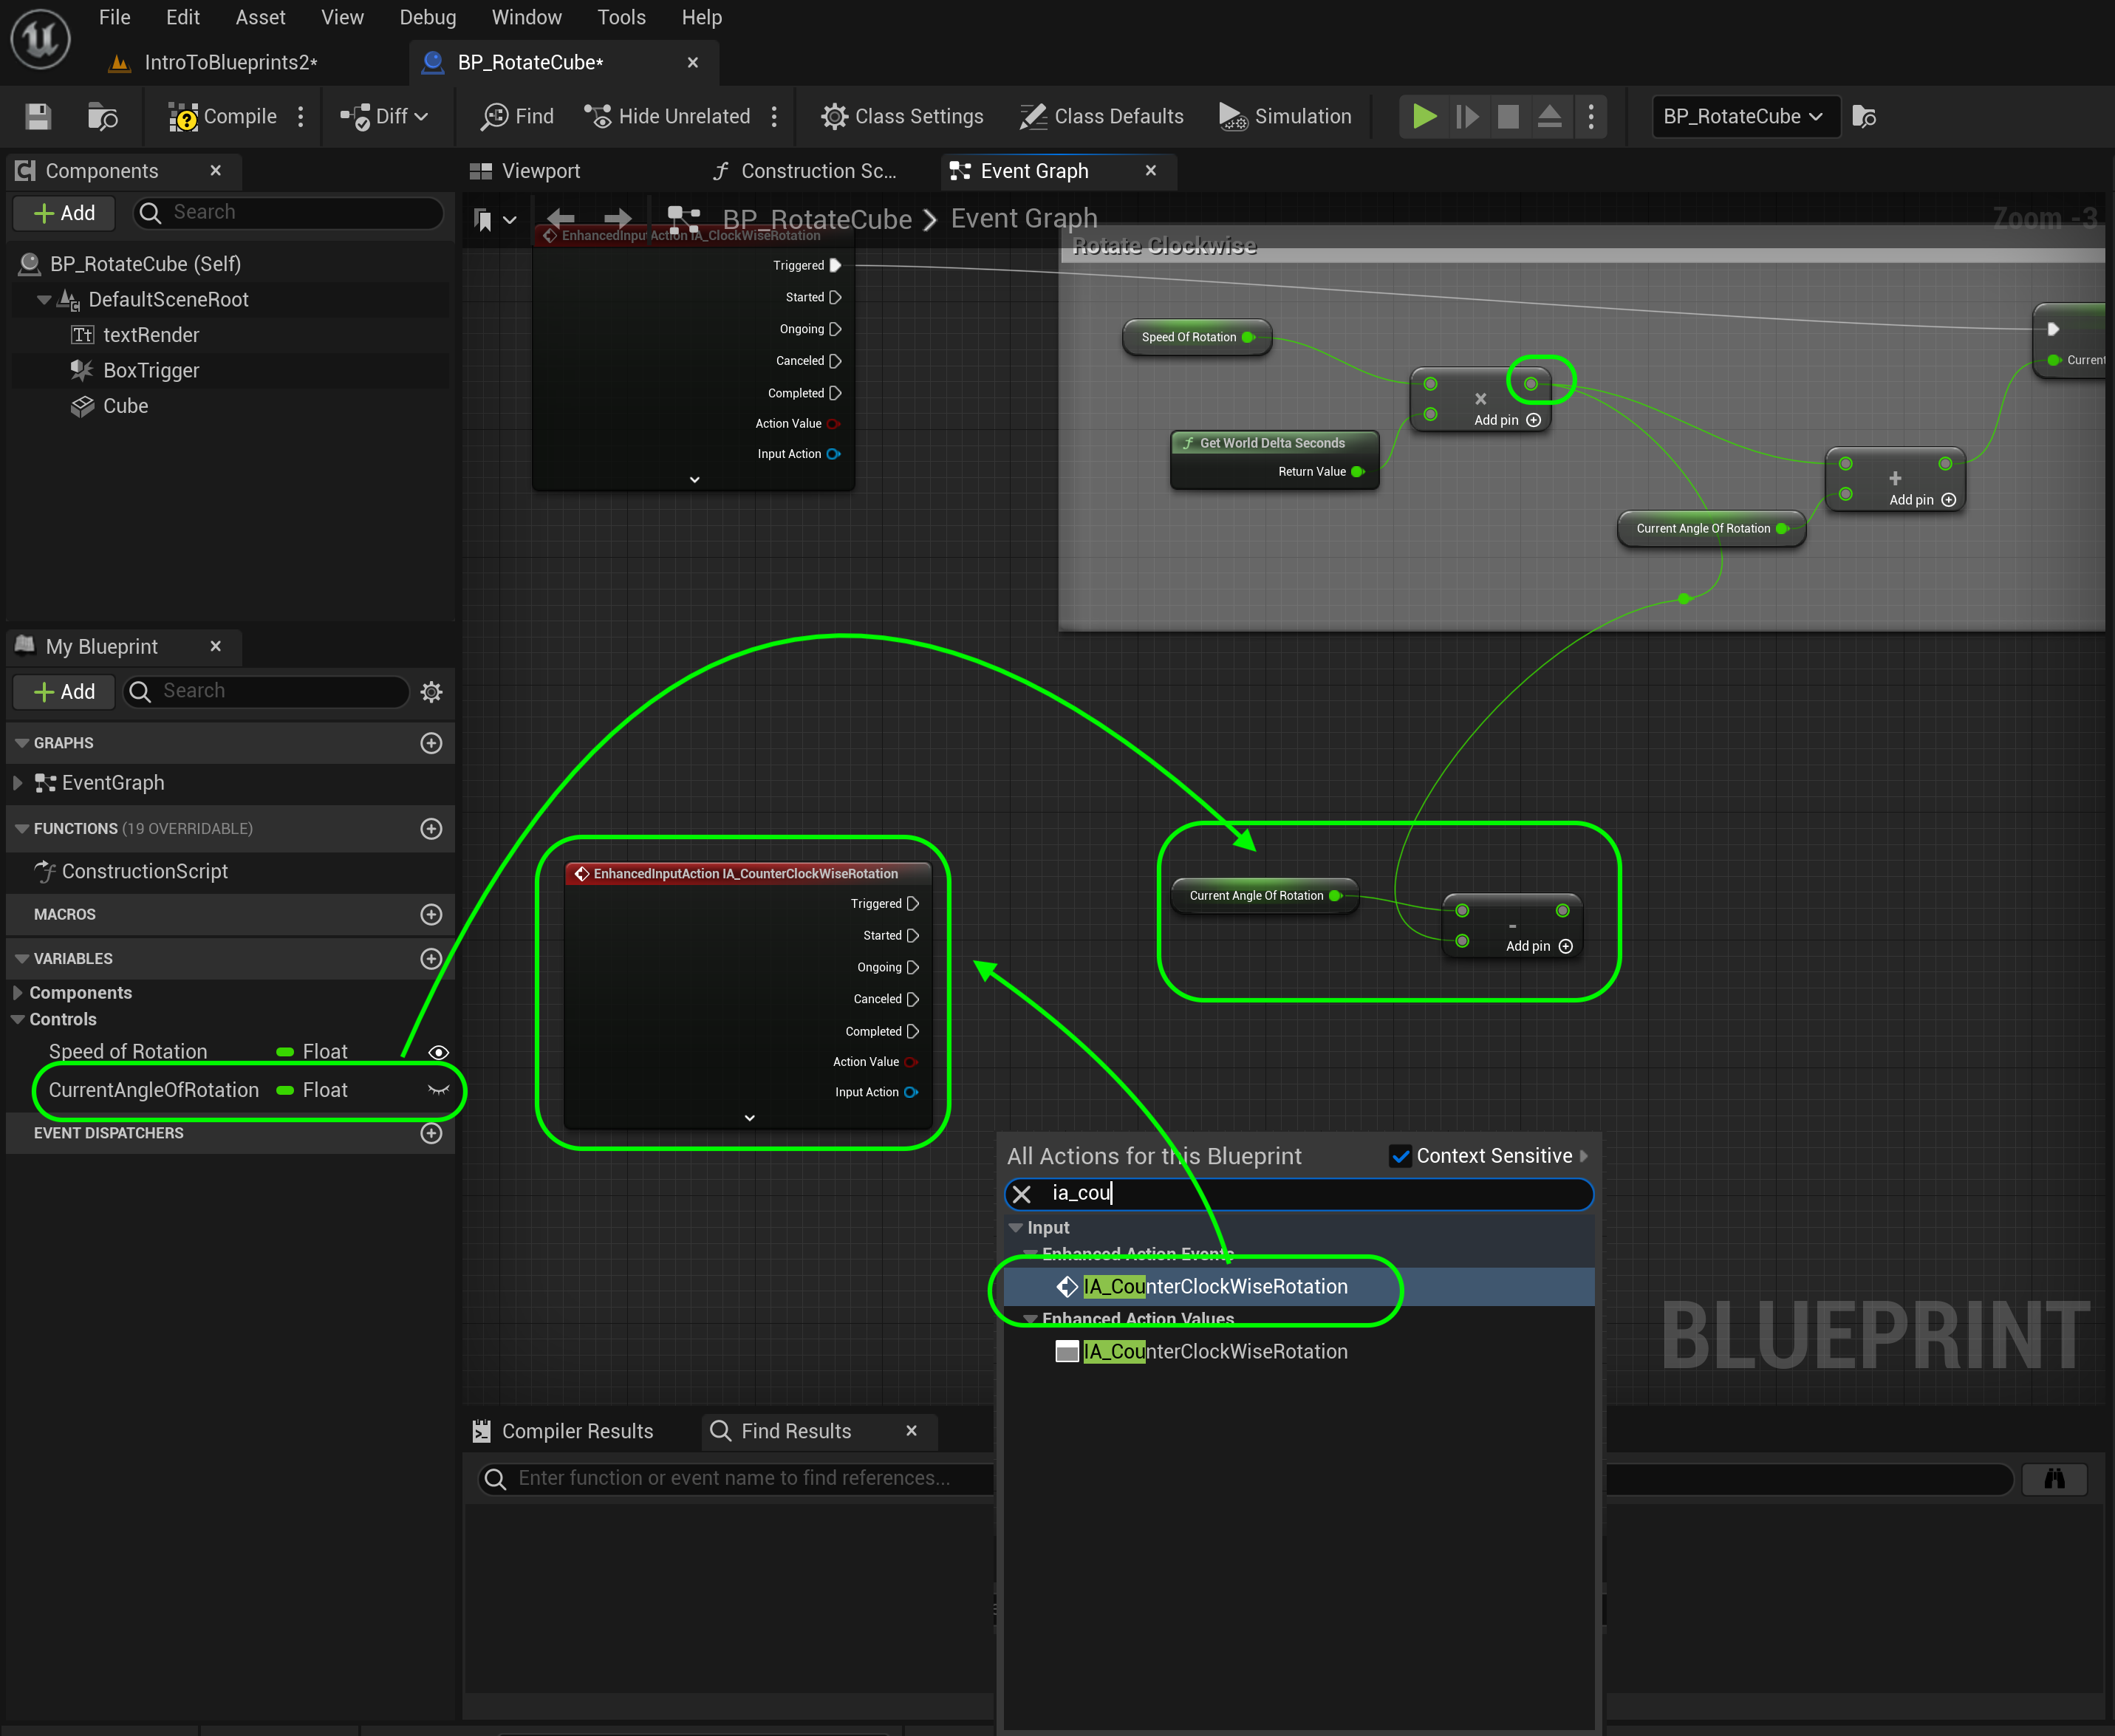 File Edit Asset View Debug Window Tools Help
IntroToBlueprints2* BP_RotateCube*
Compile Diff Find Hide Unrelated Class Settings Class Defaults Simulation BP_RotateCube
Components
Viewport Construction Sc... Event Graph
Add Search
BP_RotateCube > Event Graph
Zoom -3
BP_RotateCube (Self)
DefaultSceneRoot
textRender
BoxTrigger
Cube
EnhancedInputAction IA_ClockWiseRotation
Triggered
Started
Ongoing
Canceled
Completed
Action Value
Input Action
Rotate Clockwise
Speed Of Rotation
×
Add pin
Get World Delta Seconds
Return Value
Current Angle Of Rotation
+
Add pin
Current
My Blueprint
Add Search
GRAPHS
EventGraph
FUNCTIONS (19 OVERRIDABLE)
ConstructionScript
MACROS
VARIABLES
Components
Controls
Speed of Rotation Float
CurrentAngleOfRotation Float
EVENT DISPATCHERS
EnhancedInputAction IA_CounterClockWiseRotation
Triggered
Started
Ongoing
Canceled
Completed
Action Value
Input Action
Current Angle Of Rotation
-
Add pin
All Actions for this Blueprint Context Sensitive
ia_cou
Input
Enhanced Action Events
IA_CounterClockWiseRotation
Enhanced Action Values
IA_CounterClockWiseRotation
BLUEPRINT
Compiler Results Find Results
Enter function or event name to find references...